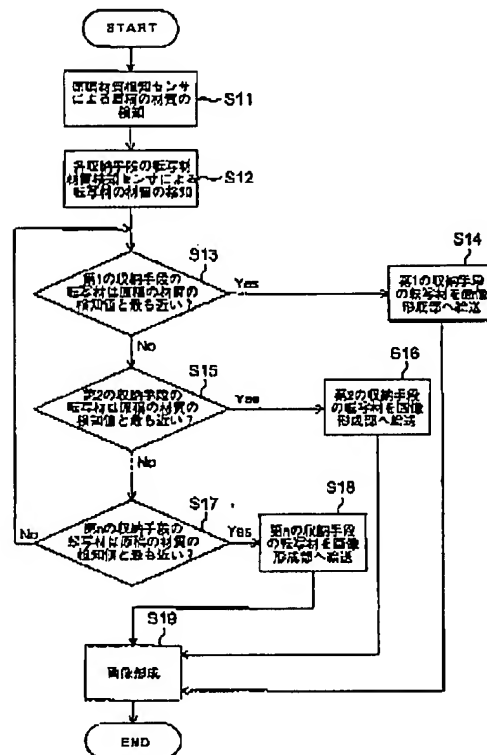 START
原稿材質検知センサ
による原稿の材質の
検知
S11
各収納手段の転写材
材質検知センサによる
転写材の材質の検知
S12
S13
第1の収納手段の
転写材は原稿の材質の
検知値と最も近い?
Yes
No
S14
第1の収納手段
の転写材を画像
形成部へ給送
S15
第2の収納手段の
転写材は原稿の材質の
検知値と最も近い?
Yes
No
S16
第2の収納手段
の転写材を画像
形成部へ給送
S17
第nの収納手段の
転写材は原稿の材質の
検知値と最も近い?
No
Yes
S18
第nの収納手段
の転写材を画像
形成部へ給送
S19
画像形成
END